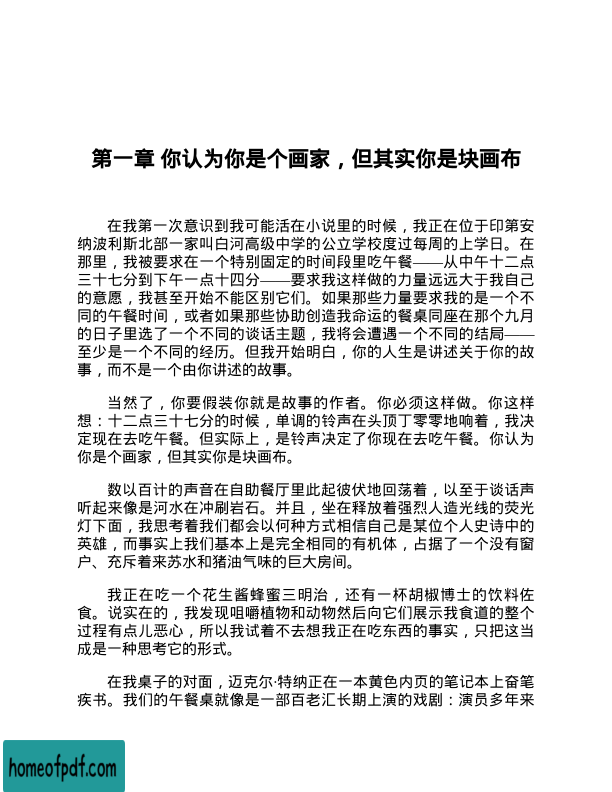 第一章 你认为你是个画家，但其实你是块画布
在我第一次意识到我可能活在小说里的时候，我正在位于印第安
纳波利斯北部一家叫白河高级中学的公立学校度过每周的上学日。在
那里，我被要求在一个特别固定的时间段里吃午餐——从中午十二点
三十七分到下午一点十四分——要求我这样做的力量远远大于我自己
的意愿，我甚至开始不能区别它们。如果那些力量要求我的是一个不
同的午餐时间，或者如果那些协助创造我命运的餐桌同座在那个九月
的日子里选了一个不同的谈话主题，我将会遭遇一个不同的结局——
至少是一个不同的经历。但我开始明白，你的人生是讲述关于你的故
事，而不是一个由你讲述的故事。
当然了，你要假装你就是故事的作者。你必须这样做。你这样
想：十二点三十七分的时候，单调的铃声在头顶丁零零地响着，我决
定现在去吃午餐。但实际上，是铃声决定了你现在去吃午餐。你认为
你是个画家，但其实你是块画布。
数以百计的声音在自助餐厅里此起彼伏地回荡着，以至于谈话声
听起来像是河水在冲刷岩石。并且，坐在释放着强烈人造光线的荧光
灯下面，我思考着我们都会以何种方式相信自己是某位个人史诗中的
英雄，而事实上我们基本上是完全相同的有机体，占据了一个没有窗
户、充斥着来苏水和猪油气味的巨大房间。
我正在吃一个花生酱蜂蜜三明治，还有一杯胡椒博士的饮料佐
食。说实在的，我发现咀嚼植物和动物然后向它们展示我食道的整个
过程有点儿恶心，所以我试着不去想我正在吃东西的事实，只把这当
成是一种思考它的形式。
在我桌子的对面，迈克尔·特纳正在一本黄色内页的笔记本上奋笔
疾书。我们的午餐桌就像是一部百老汇长期上演的戏剧：演员多年来
homeofpdf.com